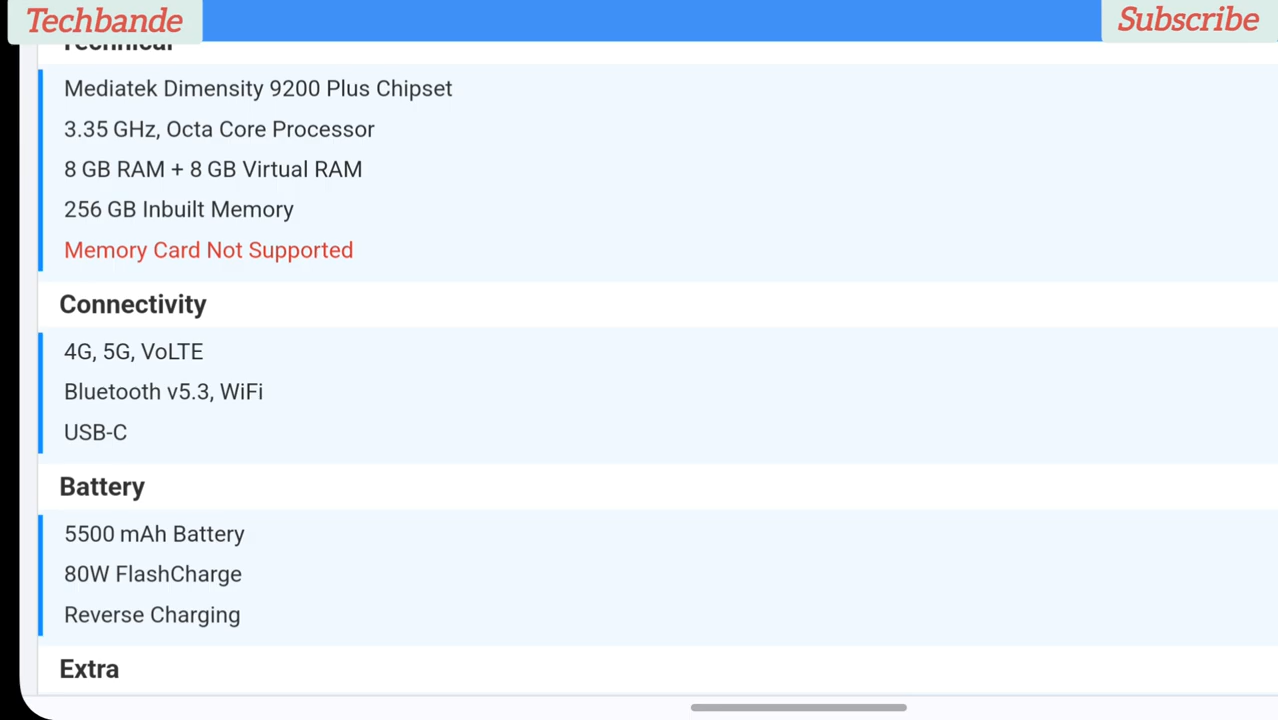 Techbande
Subscribe
Technical
Mediatek Dimensity 9200 Plus Chipset
3.35 GHz, Octa Core Processor
8 GB RAM + 8 GB Virtual RAM
256 GB Inbuilt Memory
Memory Card Not Supported
Connectivity
4G, 5G, VoLTE
Bluetooth v5.3, WiFi
USB-C
Battery
5500 mAh Battery
80W FlashCharge
Reverse Charging
Extra